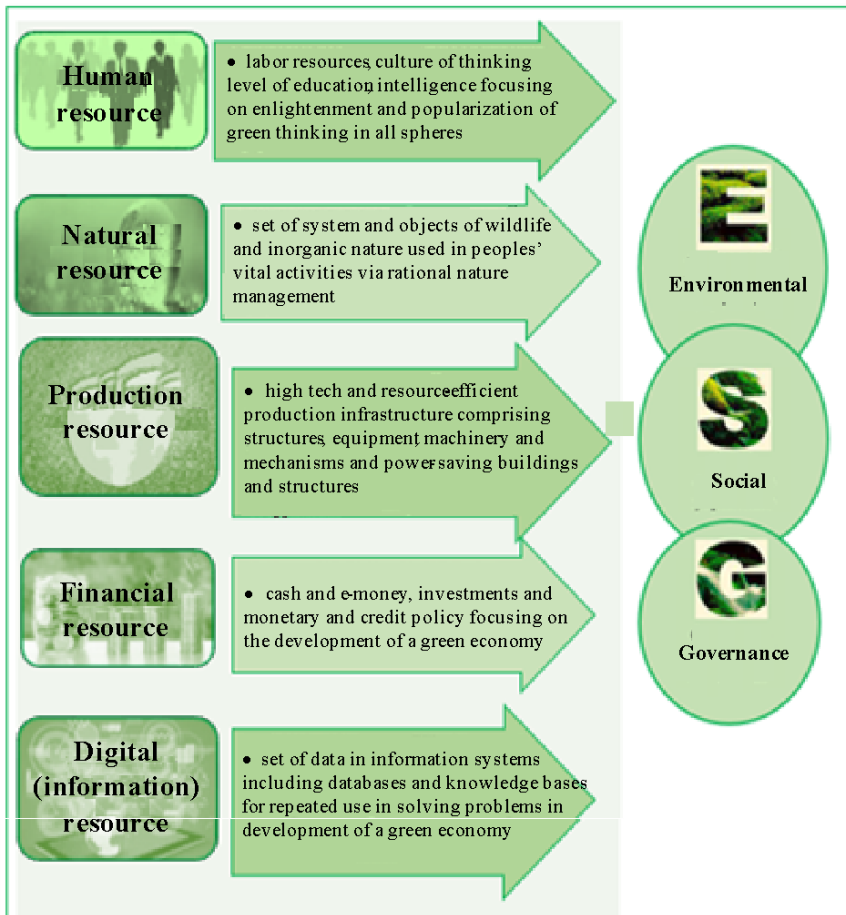 Human
resource
• labor resources, culture of thinking
level of education, intelligence focusing
on enlightenment and popularization of
green thinking in all spheres
Natural
resource
• set of system and objects of wildlife
and inorganic nature used in peoples’
vital activities via rational nature
management
Production
resource
• high tech and resource-efficient
production infrastructure comprising
structures, equipment, machinery and
mechanisms and power-saving buildings
and structures
Financial
resource
• cash and e-money, investments and
monetary and credit policy focusing on
the development of a green economy
Digital
(information)
resource
• set of data in information systems
including databases and knowledge bases
for repeated use in solving problems in
development of a green economy
E
Environmental
S
Social
G
Governance